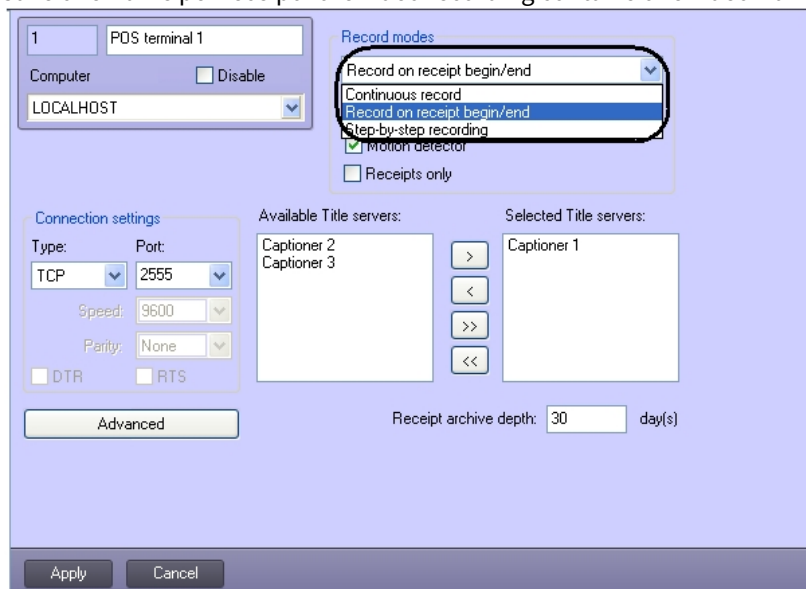 1
POS terminal 1
Computer
Disable
LOCALHOST
Record modes
Record on receipt begin/end
Continuous record
Record on receipt begin/end
Step-by-step recording
Motion detector
Receipts only
Connection settings
Type:
Port:
TCP
2555
Speed:
9600
Parity:
None
DTR
RTS
Available Title servers:
Captioner 2
Captioner 3
>
<
>>
<<
Selected Title servers:
Captioner 1
Advanced
Receipt archive depth:
30
day(s)
Apply
Cancel